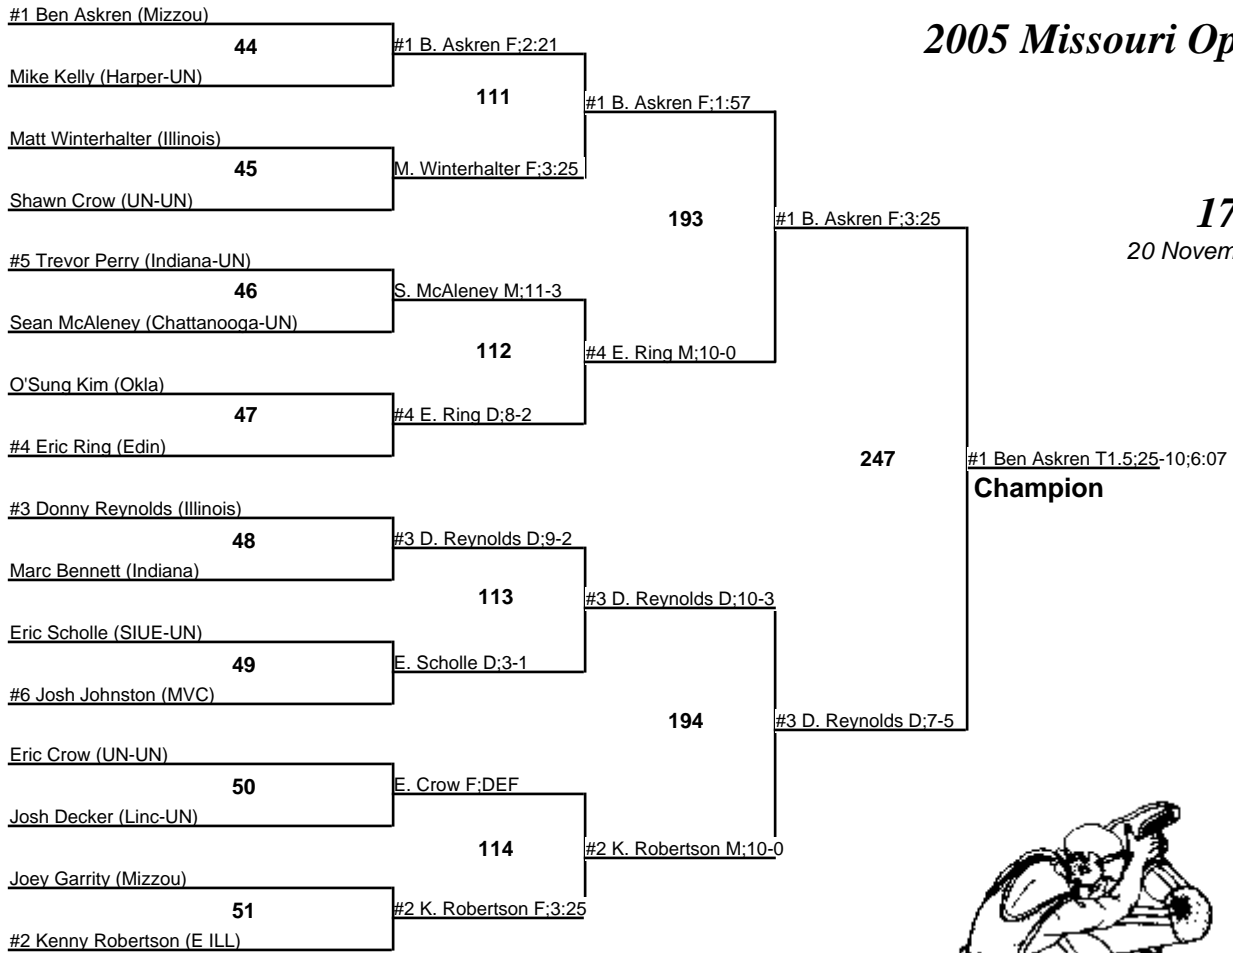 #1 Ben Askren (Mizzou)
2005 Missouri Op
44
#1 B. Askren F;2:21
Mike Kelly (Harper-UN)
111
#1 B. Askren F;1:57
Matt Winterhalter (Illinois)
45
M. Winterhalter F;3:25
Shawn Crow (UN-UN)
193
#1 B. Askren F;3:25
17
20 Novem
#5 Trevor Perry (Indiana-UN)
46
S. McAleney M;11-3
Sean McAleney (Chattanooga-UN)
112
#4 E. Ring M;10-0
O'Sung Kim (Okla)
47
#4 E. Ring D;8-2
#4 Eric Ring (Edin)
247
#1 Ben Askren T1.5;25-10;6:07
Champion
#3 Donny Reynolds (Illinois)
48
#3 D. Reynolds D;9-2
Marc Bennett (Indiana)
113
#3 D. Reynolds D;10-3
Eric Scholle (SIUE-UN)
49
E. Scholle D;3-1
#6 Josh Johnston (MVC)
194
#3 D. Reynolds D;7-5
Eric Crow (UN-UN)
50
E. Crow F;DEF
Josh Decker (Linc-UN)
114
#2 K. Robertson M;10-0
Joey Garrity (Mizzou)
51
#2 K. Robertson F;3:25
#2 Kenny Robertson (E ILL)